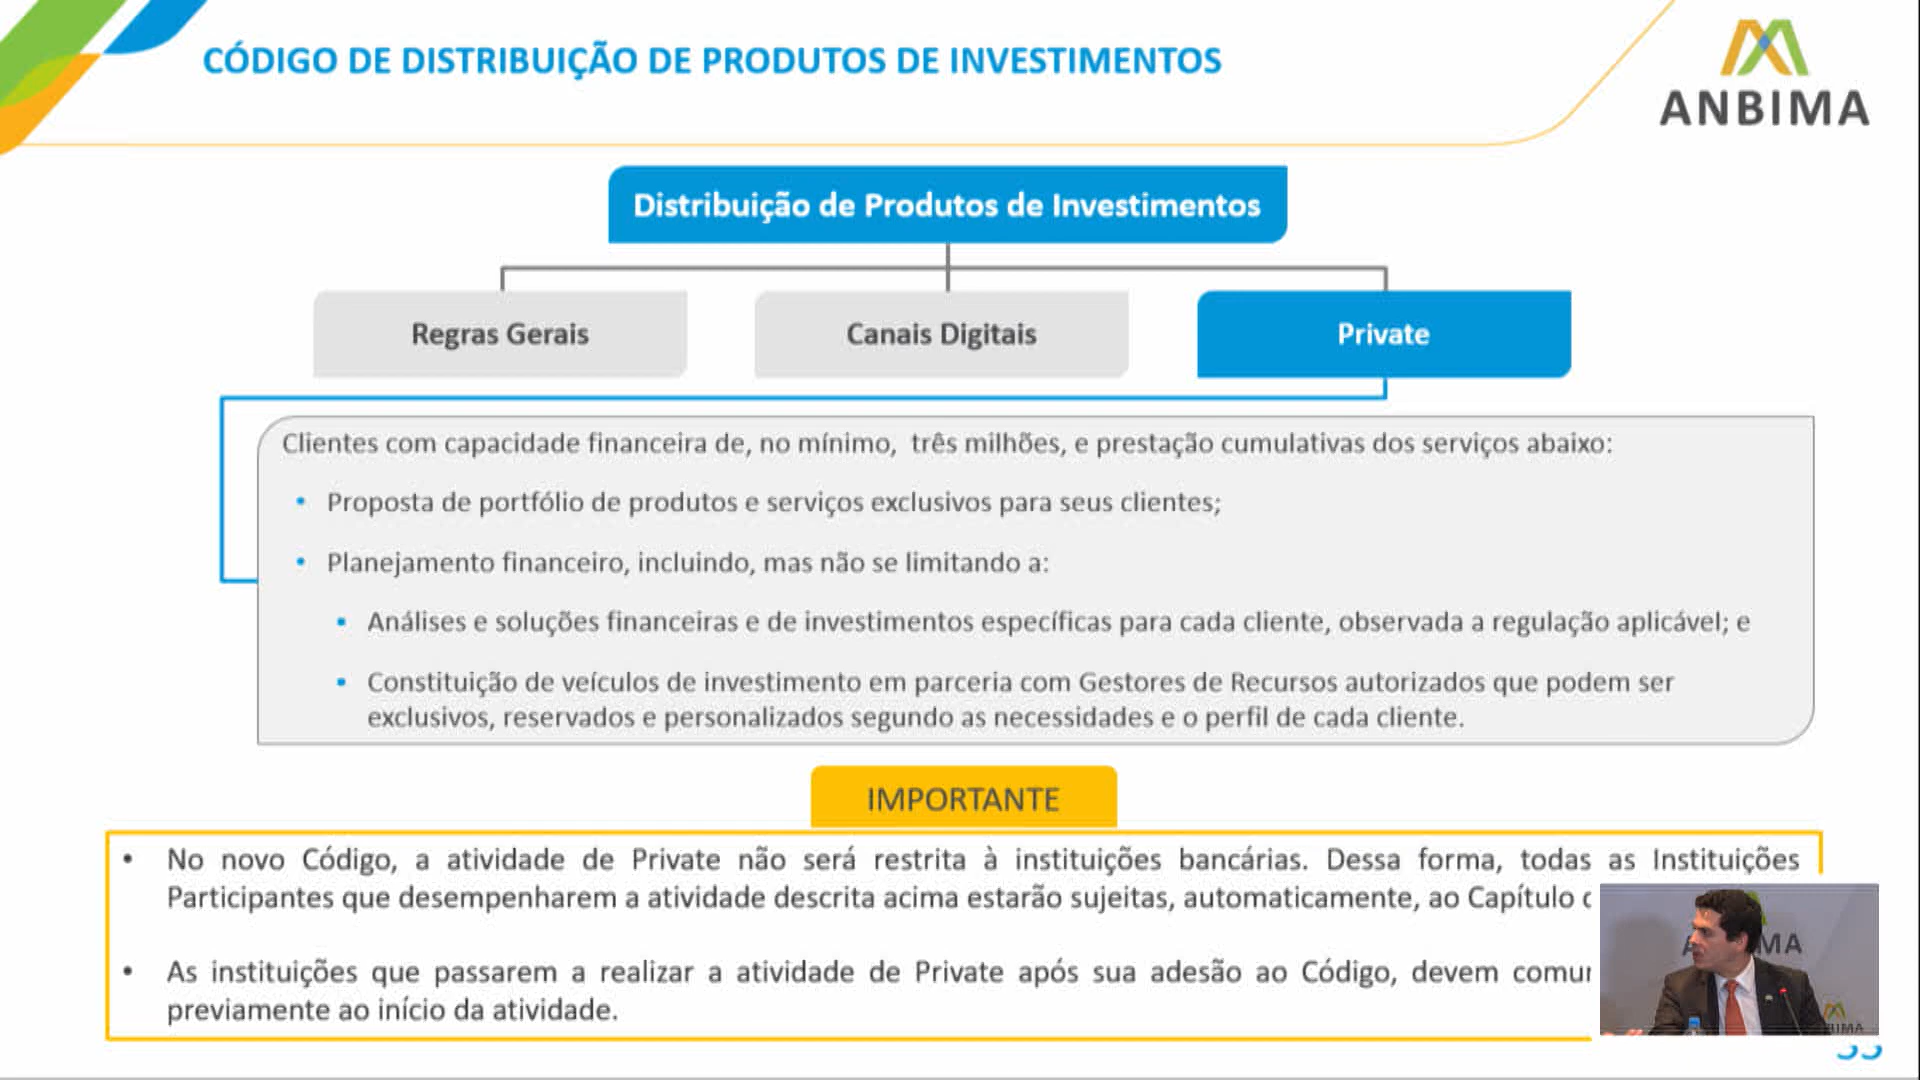 CÓDIGO DE DISTRIBUIÇÃO DE PRODUTOS DE INVESTIMENTOS
ANBIMA
Distribuição de Produtos de Investimentos
Regras Gerais
Canais Digitais
Private
Clientes com capacidade financeira de, no mínimo, três milhões, e prestação cumulativas dos serviços abaixo:
• Proposta de portfólio de produtos e serviços exclusivos para seus clientes;
• Planejamento financeiro, incluindo, mas não se limitando a:
• Análises e soluções financeiras e de investimentos específicas para cada cliente, observada a regulação aplicável; e
• Constituição de veículos de investimento em parceria com Gestores de Recursos autorizados que podem ser
exclusivos, reservados e personalizados segundo as necessidades e o perfil de cada cliente.
IMPORTANTE
• No novo Código, a atividade de Private não será restrita à instituições bancárias. Dessa forma, todas as Instituições
Participantes que desempenharem a atividade descrita acima estarão sujeitas, automaticamente, ao Capítulo
• As instituições que passarem a realizar a atividade de Private após sua adesão ao Código, devem
previamente ao início da atividade.